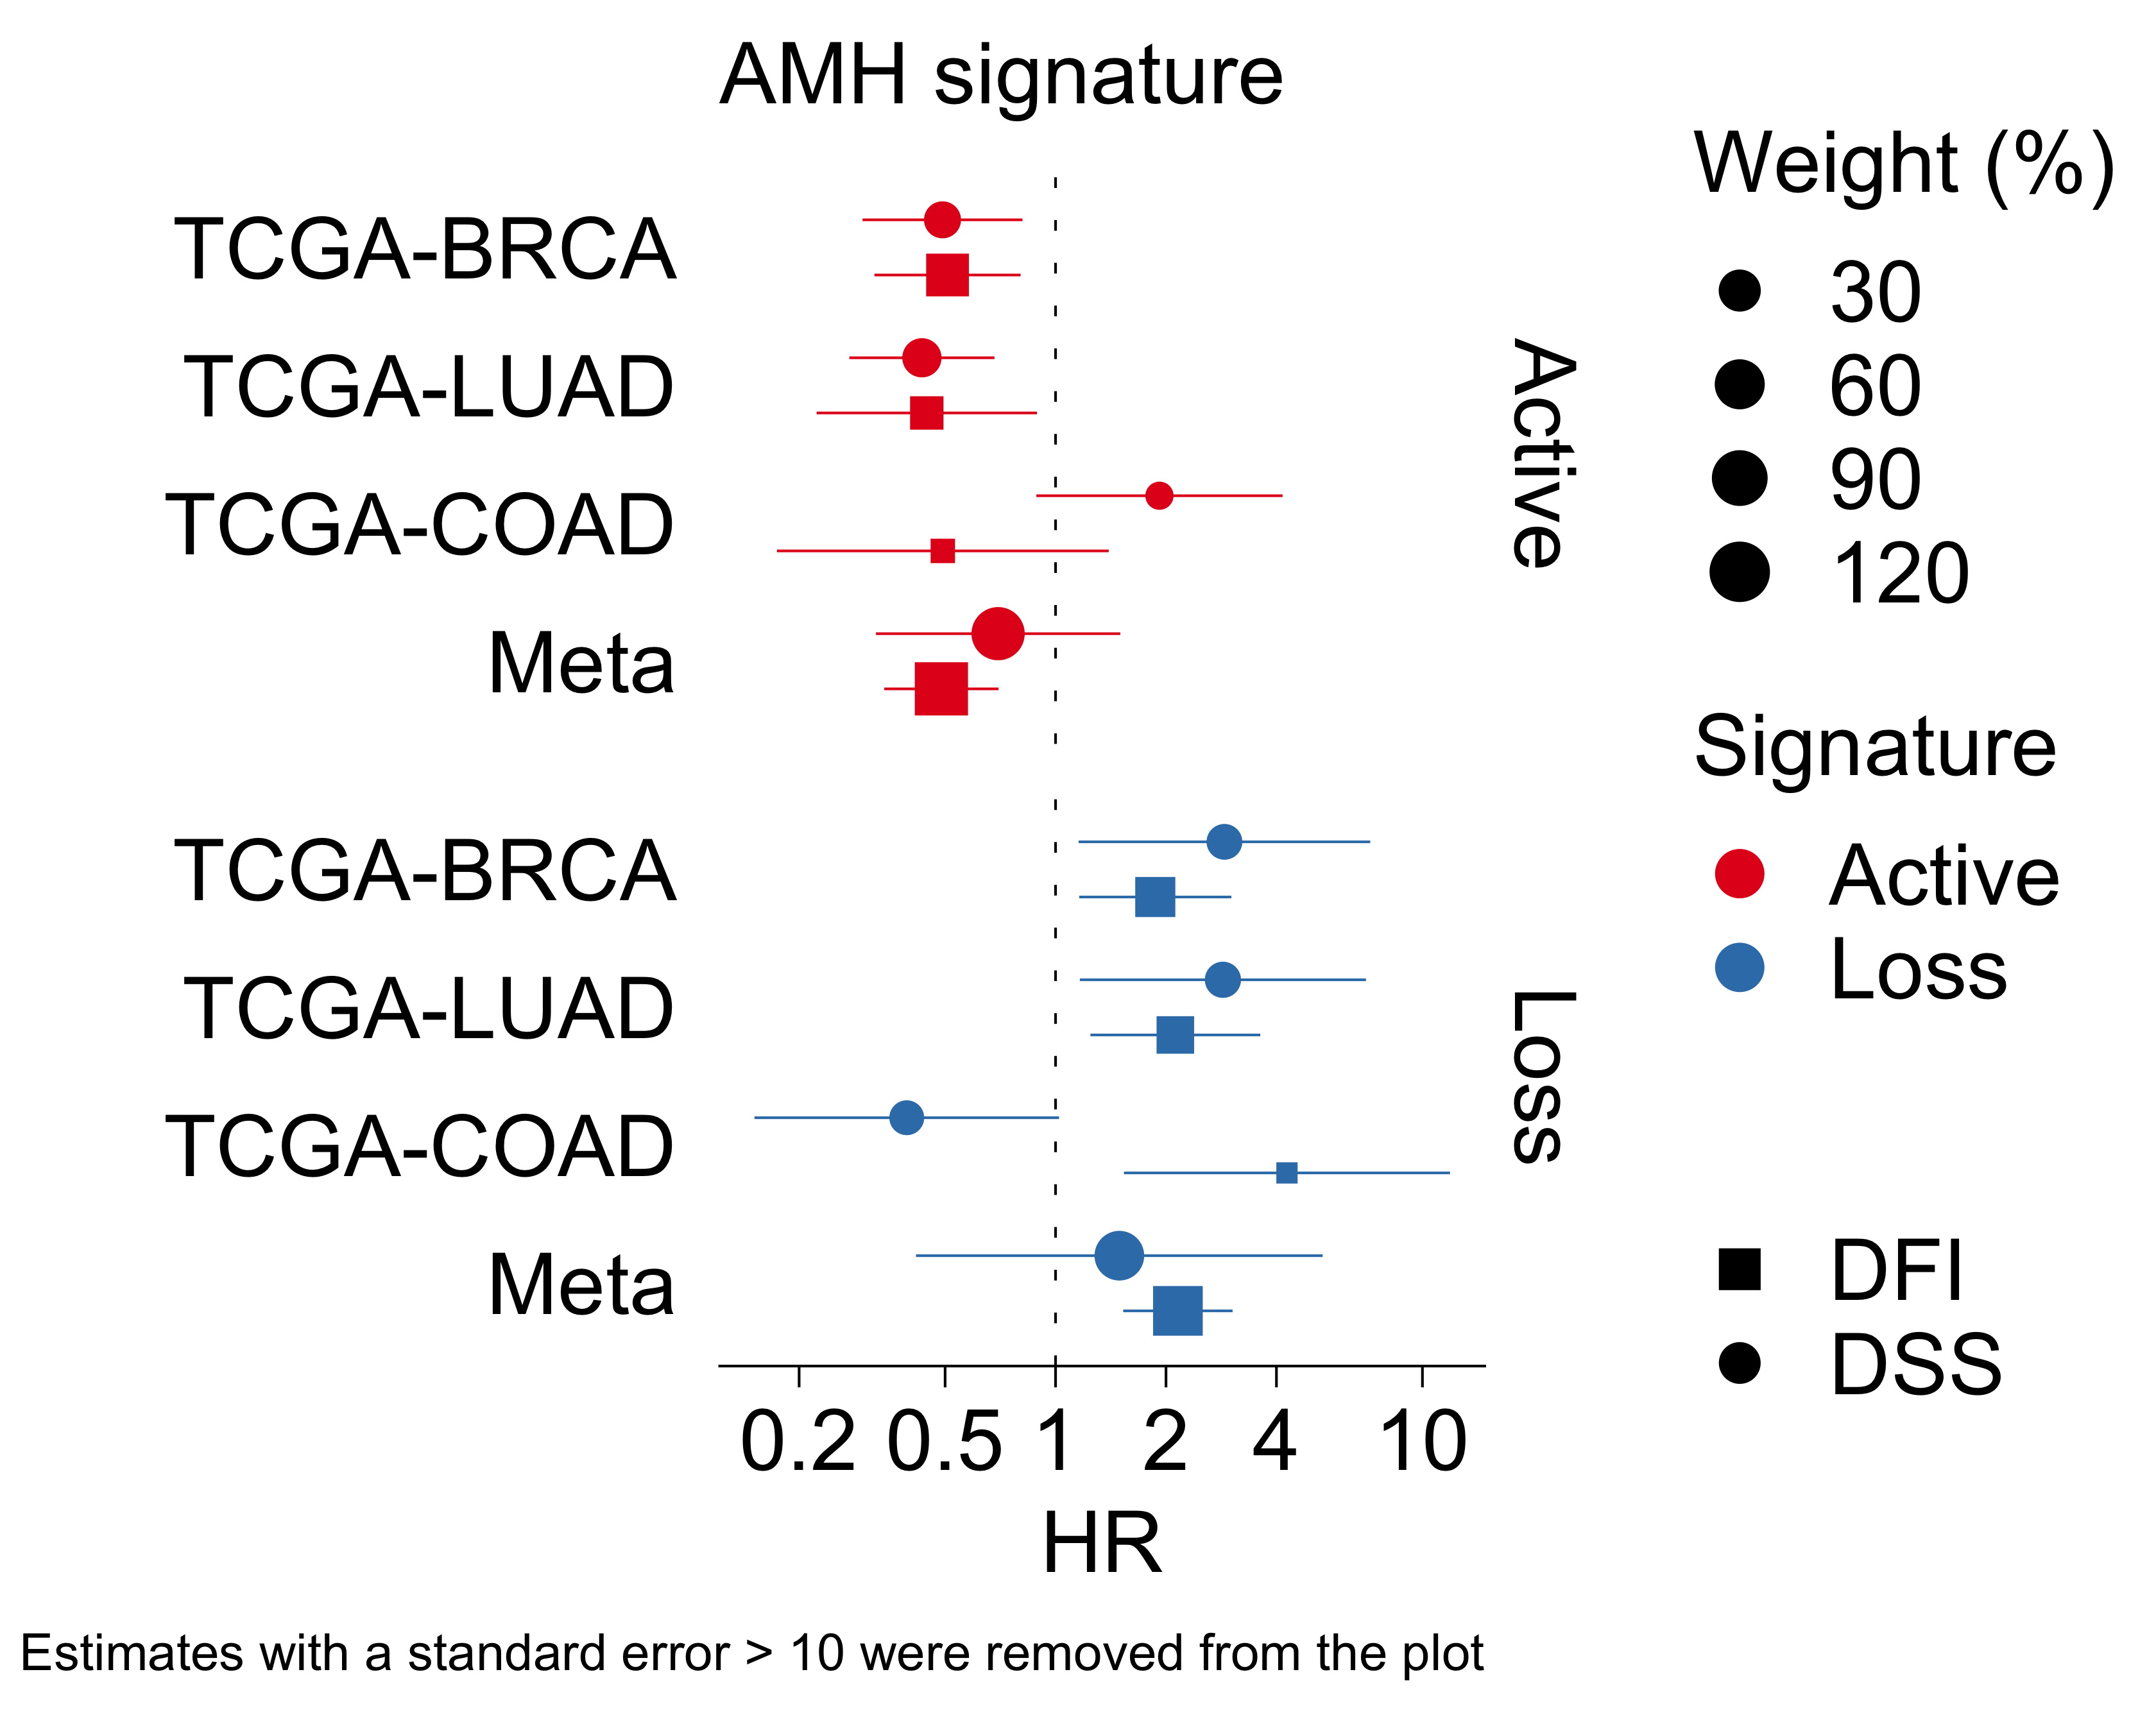 AMH signature
TCGA-BRCA
TCGA-LUAD
TCGA-COAD
Meta
Active
TCGA-BRCA
TCGA-LUAD
TCGA-COAD
Meta
Loss
0.2 0.5 1 2 4 10
HR
Estimates with a standard error > 10 were removed from the plot
Weight (%)
30
60
90
120
Signature
Active
Loss
DFI
DSS